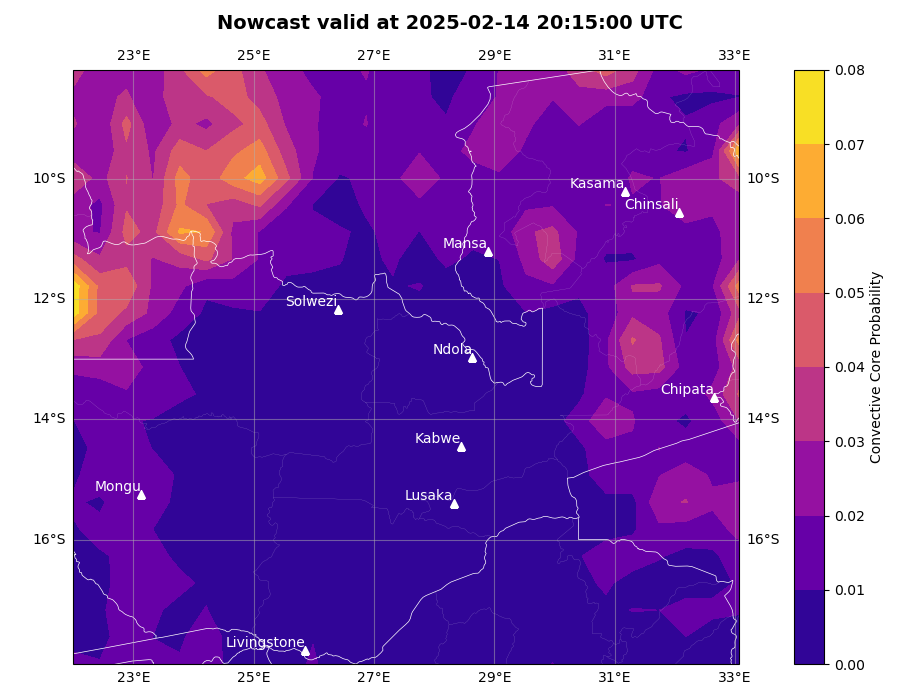 Nowcast valid at 2025-02-14 20:15:00 UTC
23°E 25°E 27°E 29°E 31°E 33°E
0.08
0.07
0.06
0.05
0.04
0.03
0.02
0.01
0.00
Convective Core Probability
10°S 10°S
12°S 12°S
14°S 14°S
16°S 16°S
Kasama
Chinsali
Mansa
Solwezi
Ndola
Chipata
Kabwe
Mongu
Lusaka
Livingstone
23°E 25°E 27°E 29°E 31°E 33°E